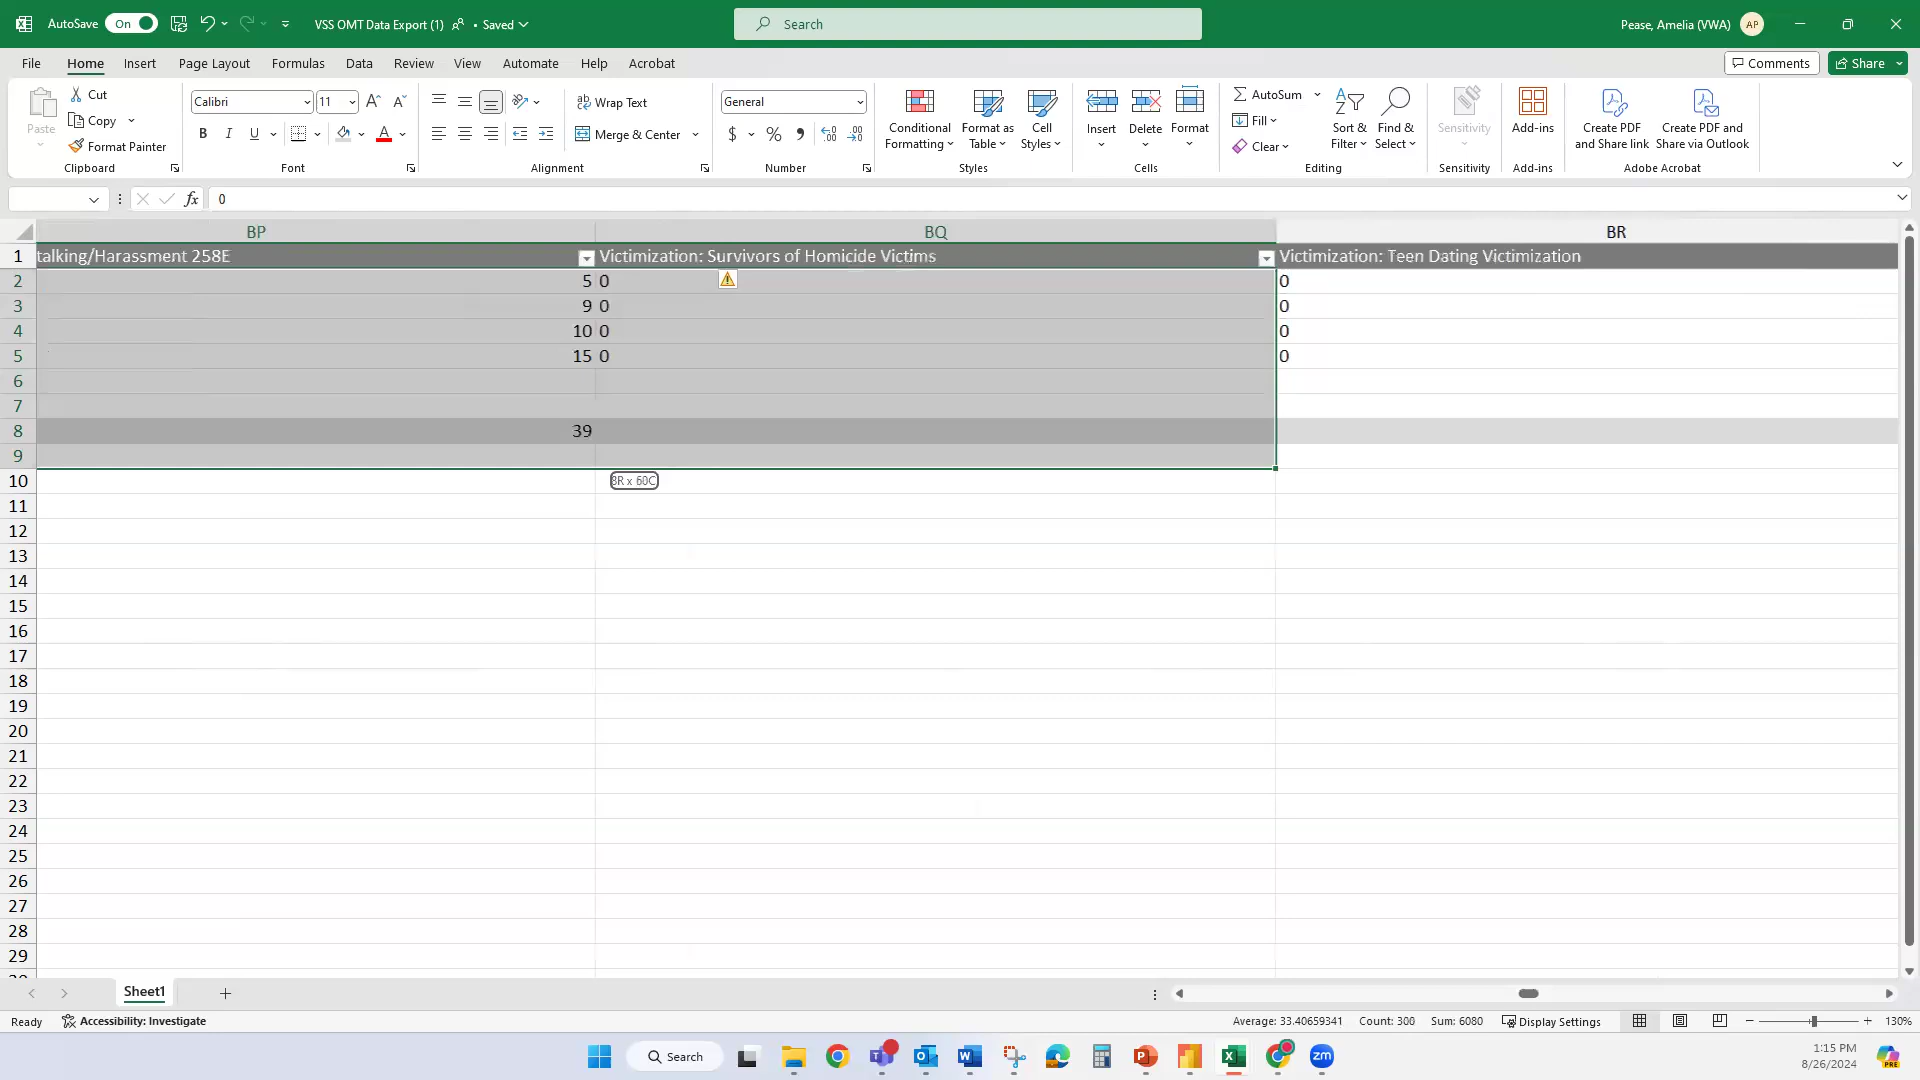 AutoSave On VSS OMT Data Export (1) • Saved Search Pease, Amelia (VWA) AP
File Home Insert Page Layout Formulas Data Review View Automate Help Acrobat Comments Share
Paste Cut Copy Format Painter Clipboard
Calibri 11 B I U A Font
Wrap Text Merge & Center Alignment
General $ % Number
Conditional Formatting Format as Table Cell Styles Styles
Insert Delete Format Cells
AutoSum Fill Clear Sort & Filter Find & Select Editing
Sensitivity Sensitivity
Add-ins Add-ins
Create PDF and Share link Create PDF and Share via Outlook Adobe Acrobat
fx 0
BP BQ BR
1 talking/Harassment 258E Victimization: Survivors of Homicide Victims Victimization: Teen Dating Victimization
2 5 0 0
3 9 0 0
4 10 0 0
5 15 0 0
6
7
8 39
9
10 8R x 60C
11
12
13
14
15
16
17
18
19
20
21
22
23
24
25
26
27
28
29
Sheet1
Ready Accessibility: Investigate Average: 33.40659341 Count: 300 Sum: 6080 Display Settings 130%
Search zm 1:15 PM
8/26/2024